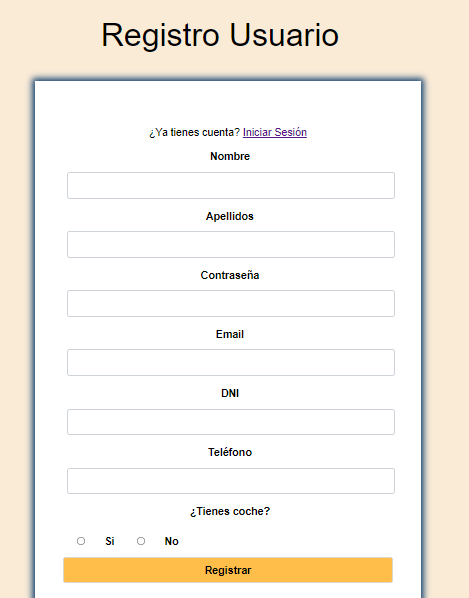 Registro Usuario
¿Ya tienes cuenta? Iniciar Sesión
Nombre
Apellidos
Contraseña
Email
DNI
Teléfono
¿Tienes coche?
Si No
Registrar